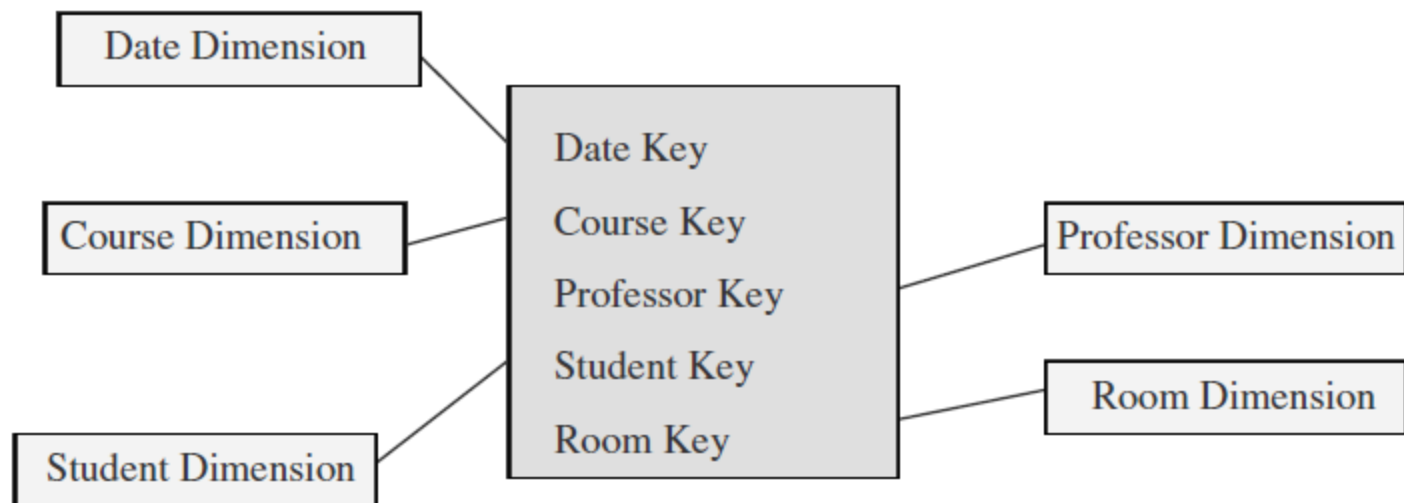 Date Dimension
Course Dimension
Student Dimension
Date Key
Course Key
Professor Key
Student Key
Room Key
Professor Dimension
Room Dimension